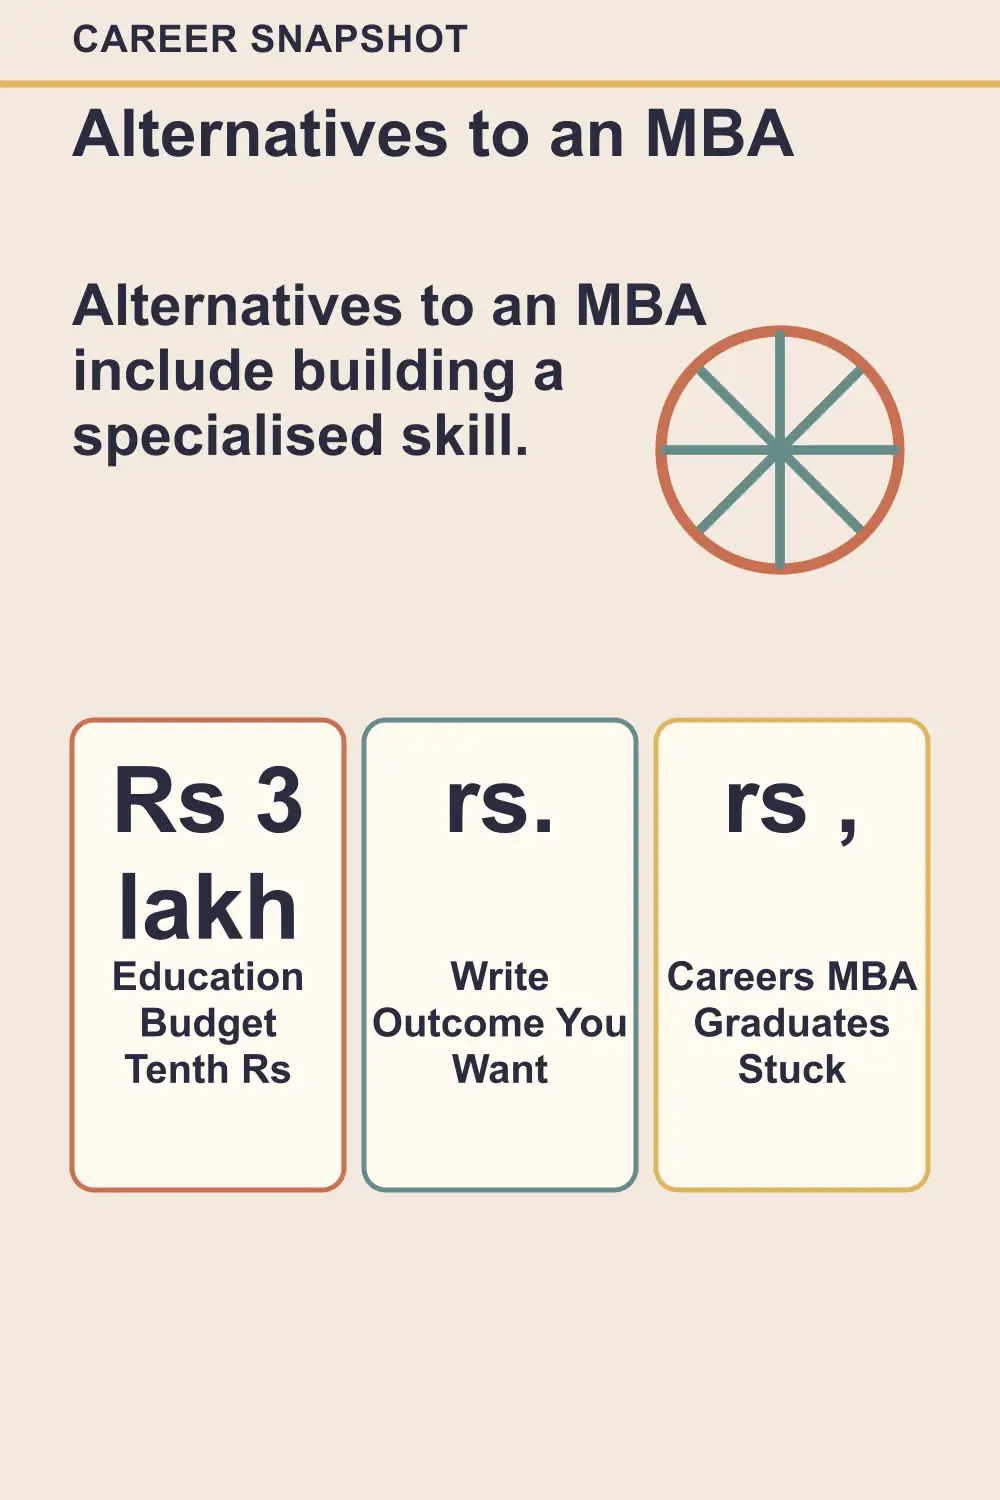 CAREER SNAPSHOT
Alternatives to an MBA
Alternatives to an MBA
include building a
specialised skill.
Rs 3
lakh
Education
Budget
Tenth Rs
rs.
Write
Outcome You
Want
rs ,
Careers MBA
Graduates
Stuck